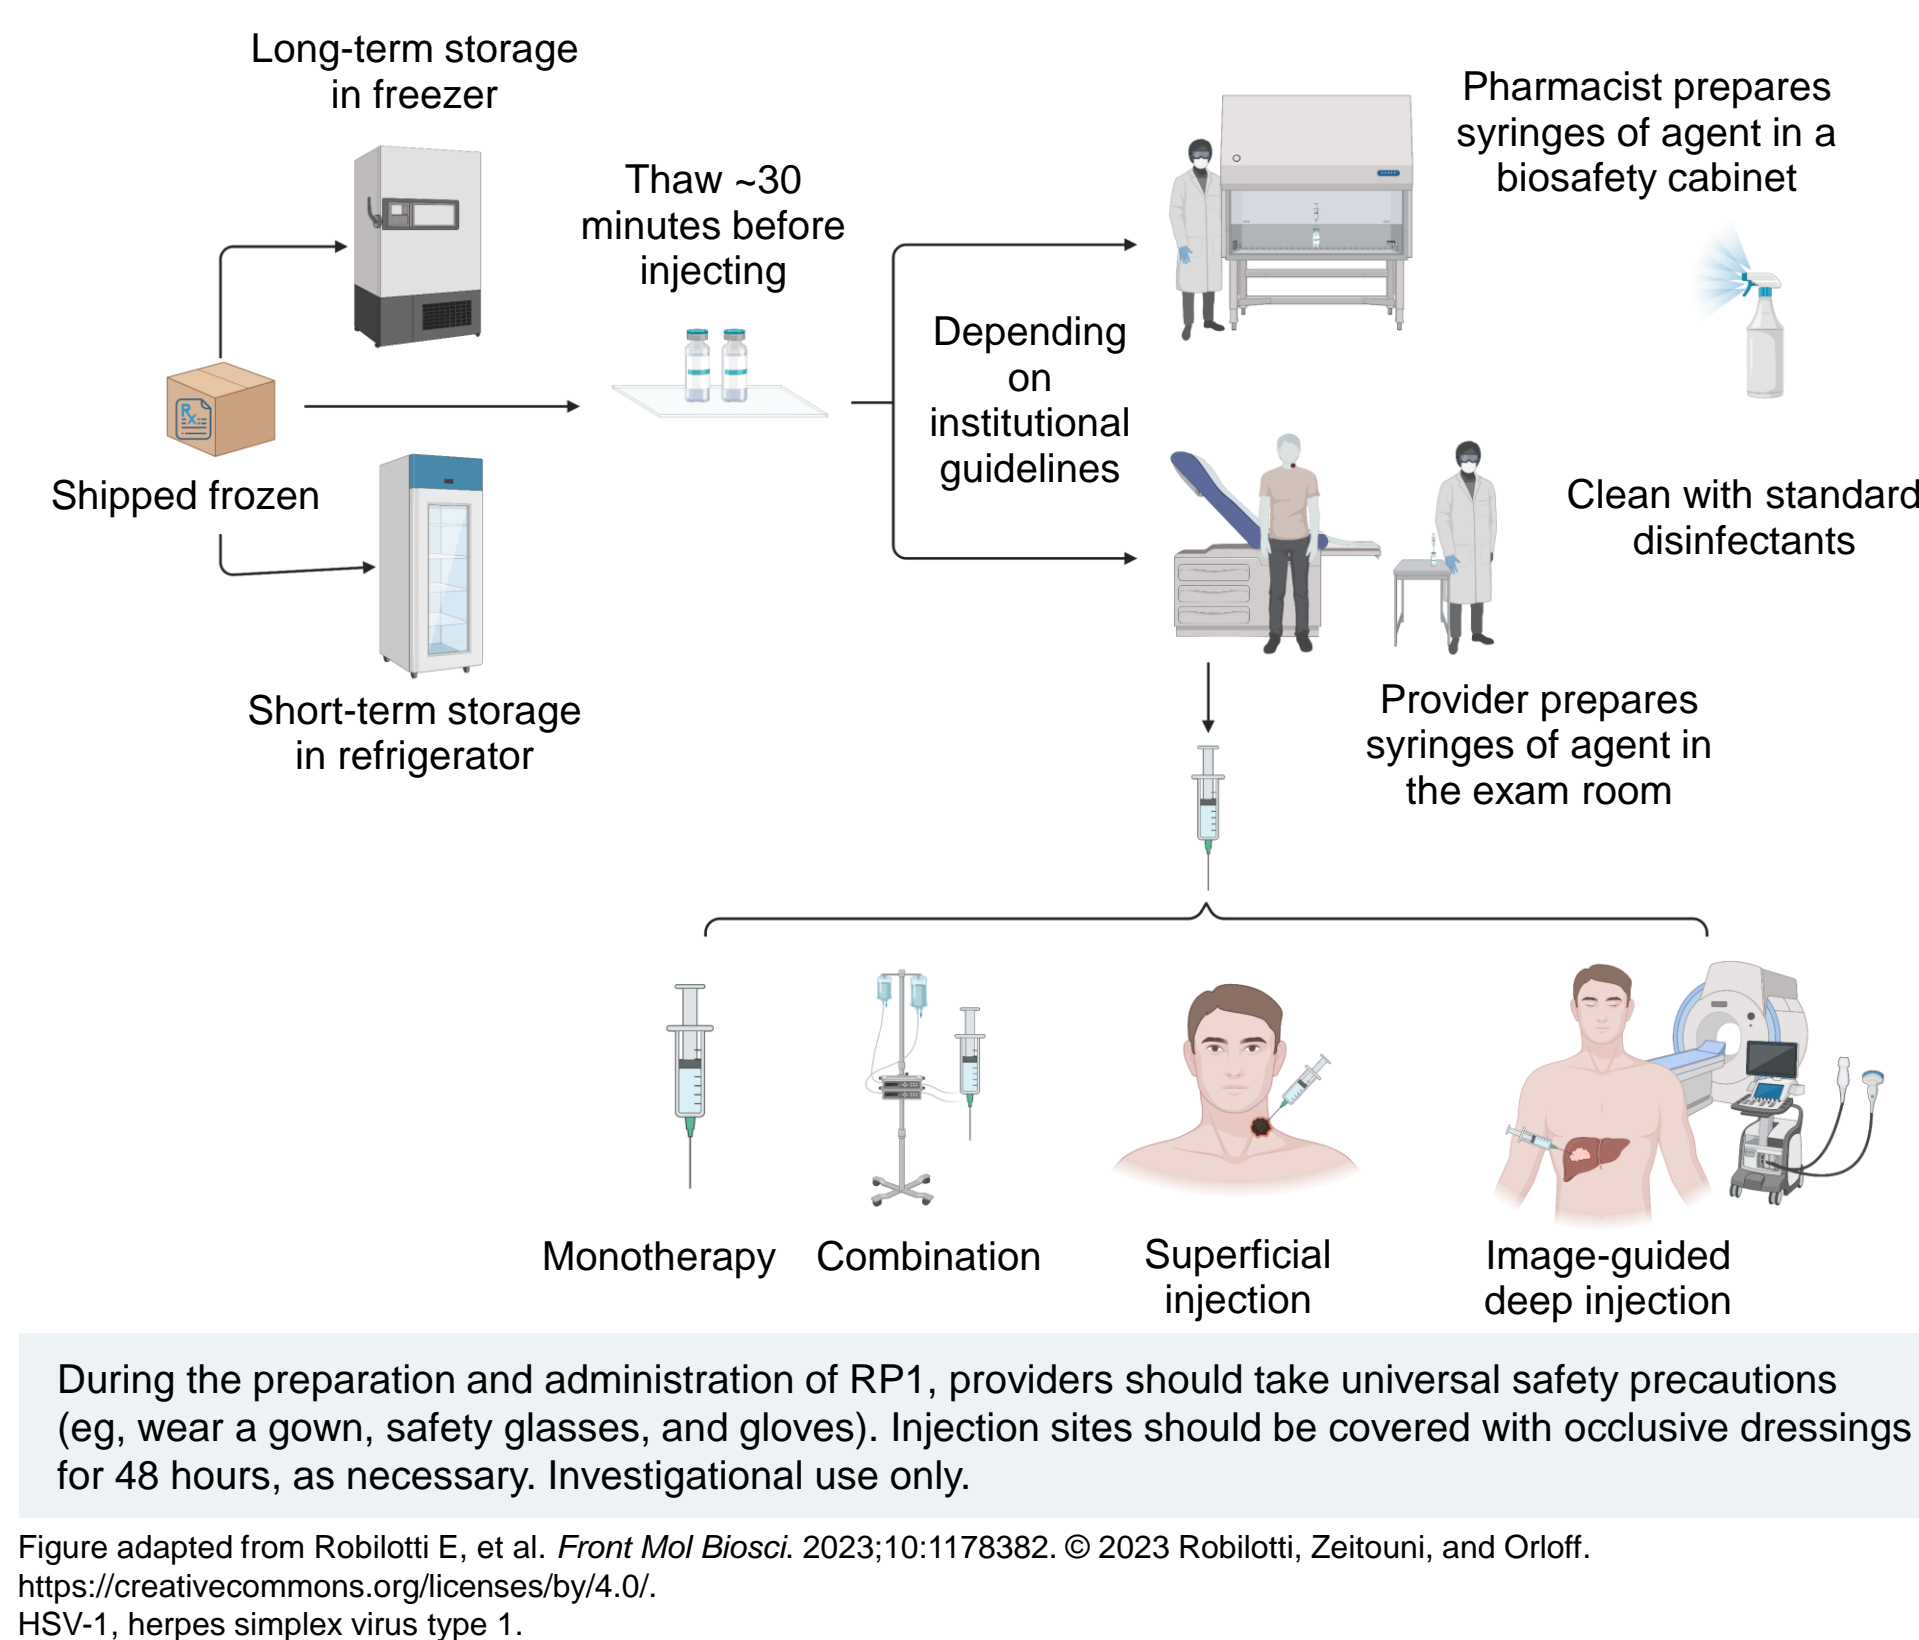 Long-term storage
in freezer
Thaw ~30
minutes before
injecting
Pharmacist prepares
syringes of agent in a
biosafety cabinet
Depending
on
institutional
guidelines
Rx
Shipped frozen
Clean with standard
disinfectants
Short-term storage
in refrigerator
Provider prepares
syringes of agent in
the exam room
Monotherapy
Combination
Superficial
injection
Image-guided
deep injection
During the preparation and administration of RP1, providers should take universal safety precautions
(eg, wear a gown, safety glasses, and gloves). Injection sites should be covered with occlusive dressings
for 48 hours, as necessary. Investigational use only.
Figure adapted from Robilotti E, et al. Front Mol Biosci. 2023;10:1178382. © 2023 Robilotti, Zeitouni, and Orloff.
https://creativecommons.org/licenses/by/4.0/.
HSV-1, herpes simplex virus type 1.